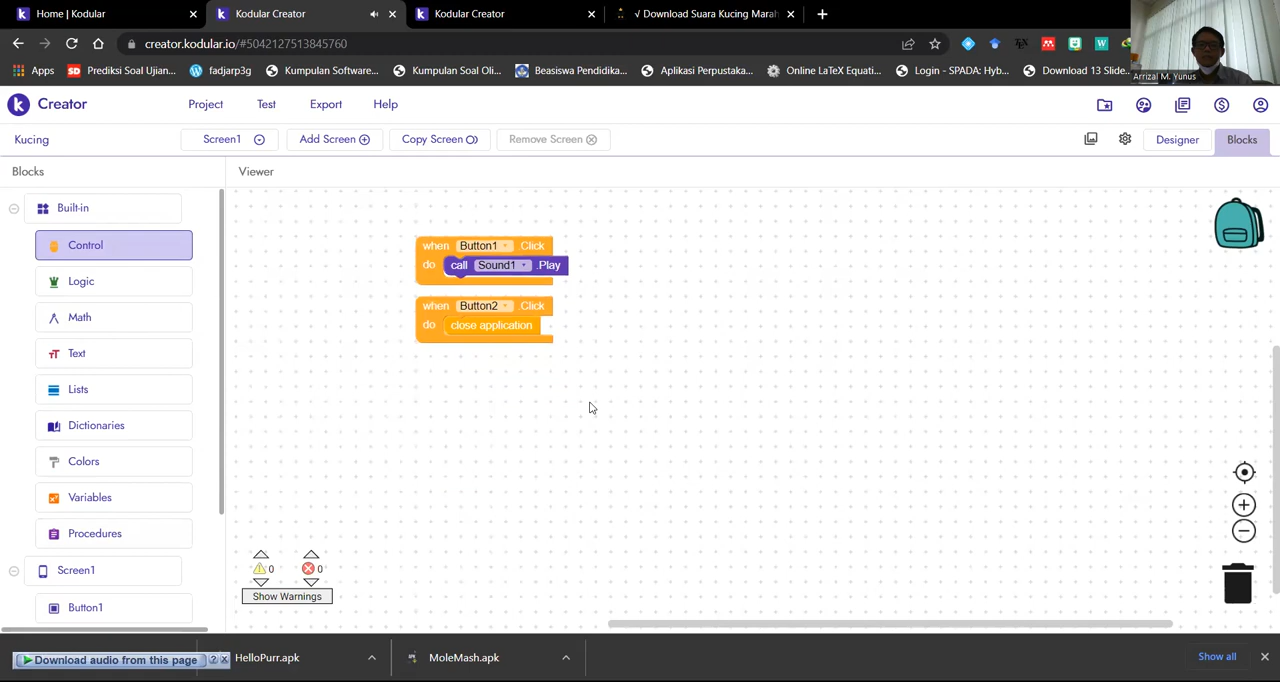 Home | Kodular
Kodular Creator
Kodular Creator
√ Download Suara Kucing Marah
creator.kodular.io/#5042127513845760
Apps
Prediksi Soal Ujian...
fadjarp3g
Kumpulan Software...
Kumpulan Soal Oli...
Beasiswa Pendidika...
Aplikasi Perpustaka...
Online LaTeX Equati...
Login - SPADA: Hyb...
Download 13 Slide...
Arrizal M. Yunus
Creator
Project
Test
Export
Help
Kucing
Screen1
Add Screen
Copy Screen
Remove Screen
Designer
Blocks
Blocks
Viewer
Built-in
Control
Logic
Math
Text
Lists
Dictionaries
Colors
Variables
Procedures
Screen1
Button1
when Button1 .Click
do call Sound1 .Play
when Button2 .Click
do close application
0 0
Show Warnings
Download audio from this page ? x
HelloPurr.apk
MoleMash.apk
Show all